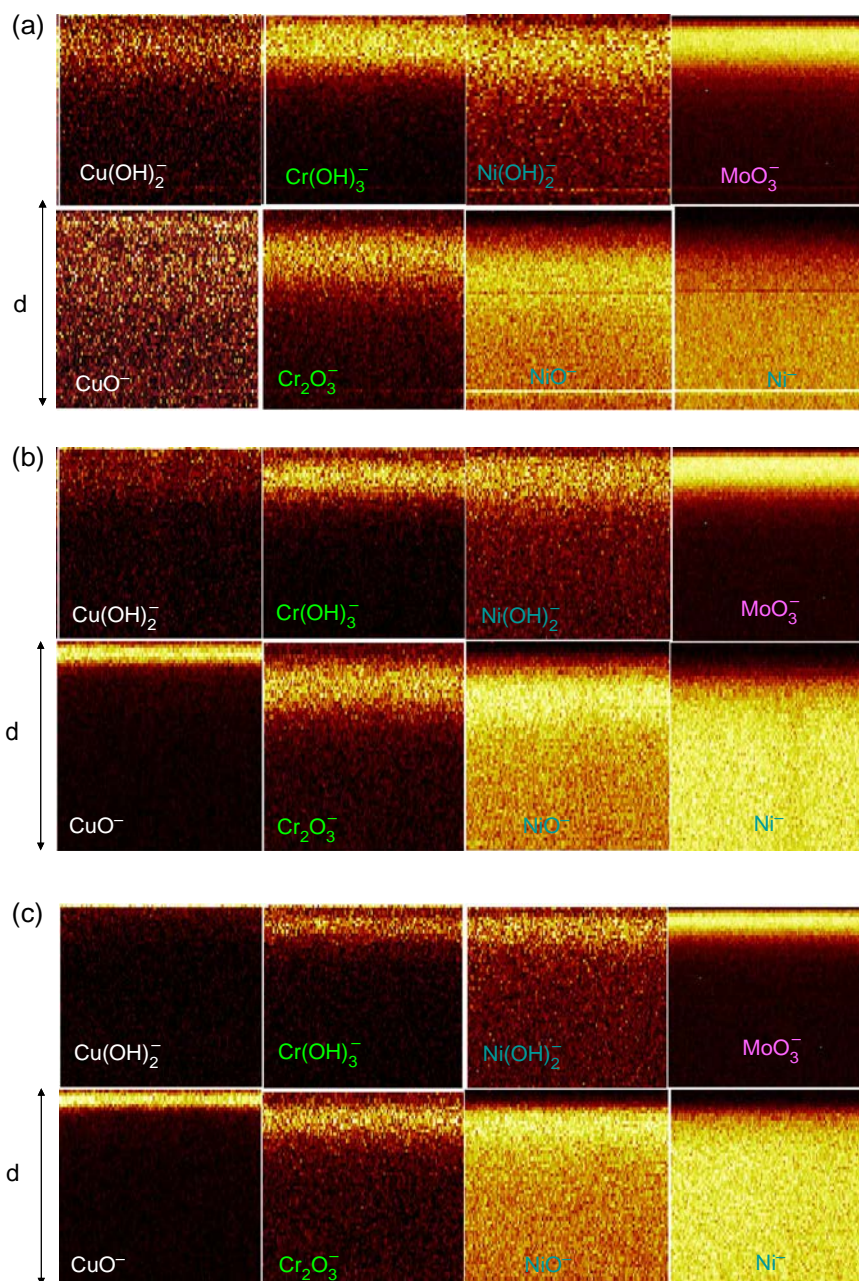 (a)
Cu(OH)₂⁻ Cr(OH)₃⁻ Ni(OH)₂⁻ MoO₃⁻
d
CuO⁻ Cr₂O₃⁻ NiO Ni⁻
(b)
Cu(OH)₂⁻ Cr(OH)₃⁻ Ni(OH)₂⁻ MoO₃⁻
d
CuO⁻ Cr₂O₃⁻ NiO⁻ Ni⁻
(c)
Cu(OH)₂⁻ Cr(OH)₃⁻ Ni(OH)₂⁻ MoO₃⁻
d
CuO⁻ Cr₂O₃⁻ NiO Ni⁻